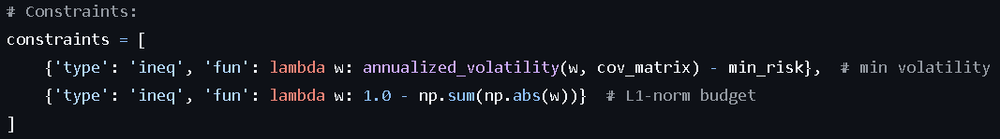 # Constraints:
constraints = [
    {'type': 'ineq', 'fun': lambda w: annualized_volatility(w, cov_matrix) - min_risk},  # min volatility
    {'type': 'ineq', 'fun': lambda w: 1.0 - np.sum(np.abs(w))}  # L1-norm budget
]